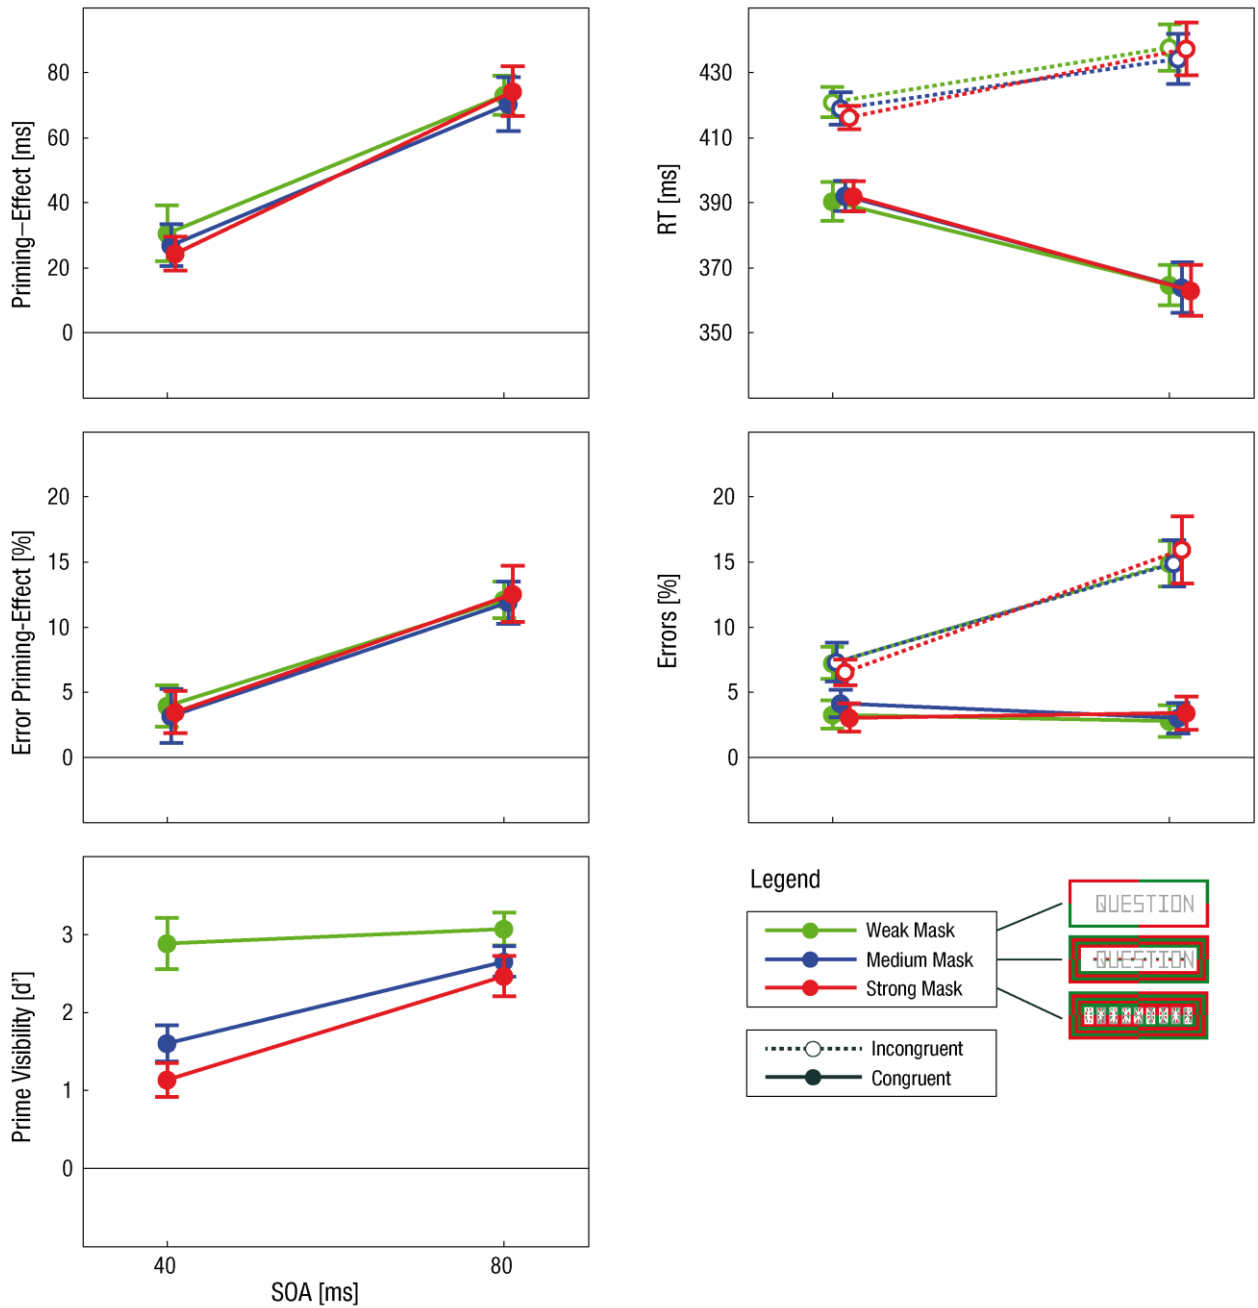 Priming–Effect [ms]
80
60
40
20
0
RT [ms]
430
410
390
370
350
Error Priming-Effect [%]
20
15
10
5
0
Errors [%]
20
15
10
5
0
Prime Visibility [d']
3
2
1
0
40
80
SOA [ms]
Legend
Weak Mask
Medium Mask
Strong Mask
Incongruent
Congruent
QUESTION
QUESTION